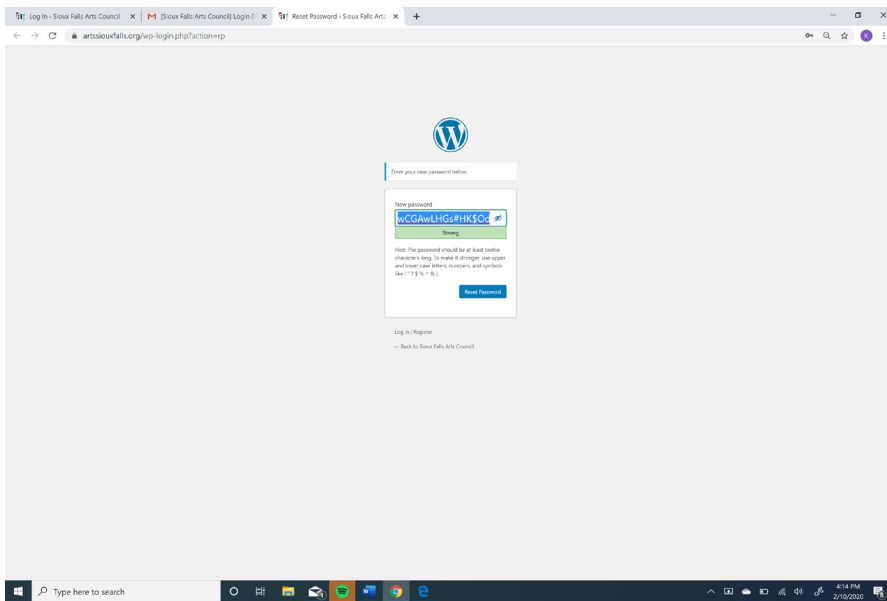 Log In ‹ Sioux Falls Arts Council
[Sioux Falls Arts Council] Login D
Reset Password ‹ Sioux Falls Arts
artssiouxfalls.org/wp-login.php?action=rp
K
Enter your new password below.
New password
wCGAwLHGs#HK$Oc
Strong
Hint: The password should be at least twelve
characters long. To make it stronger, use upper
and lower case letters, numbers, and symbols
like ! " ? $ % ^ & ).
Reset Password
Log in | Register
← Back to Sioux Falls Arts Council
Type here to search
4:14 PM
2/10/2020